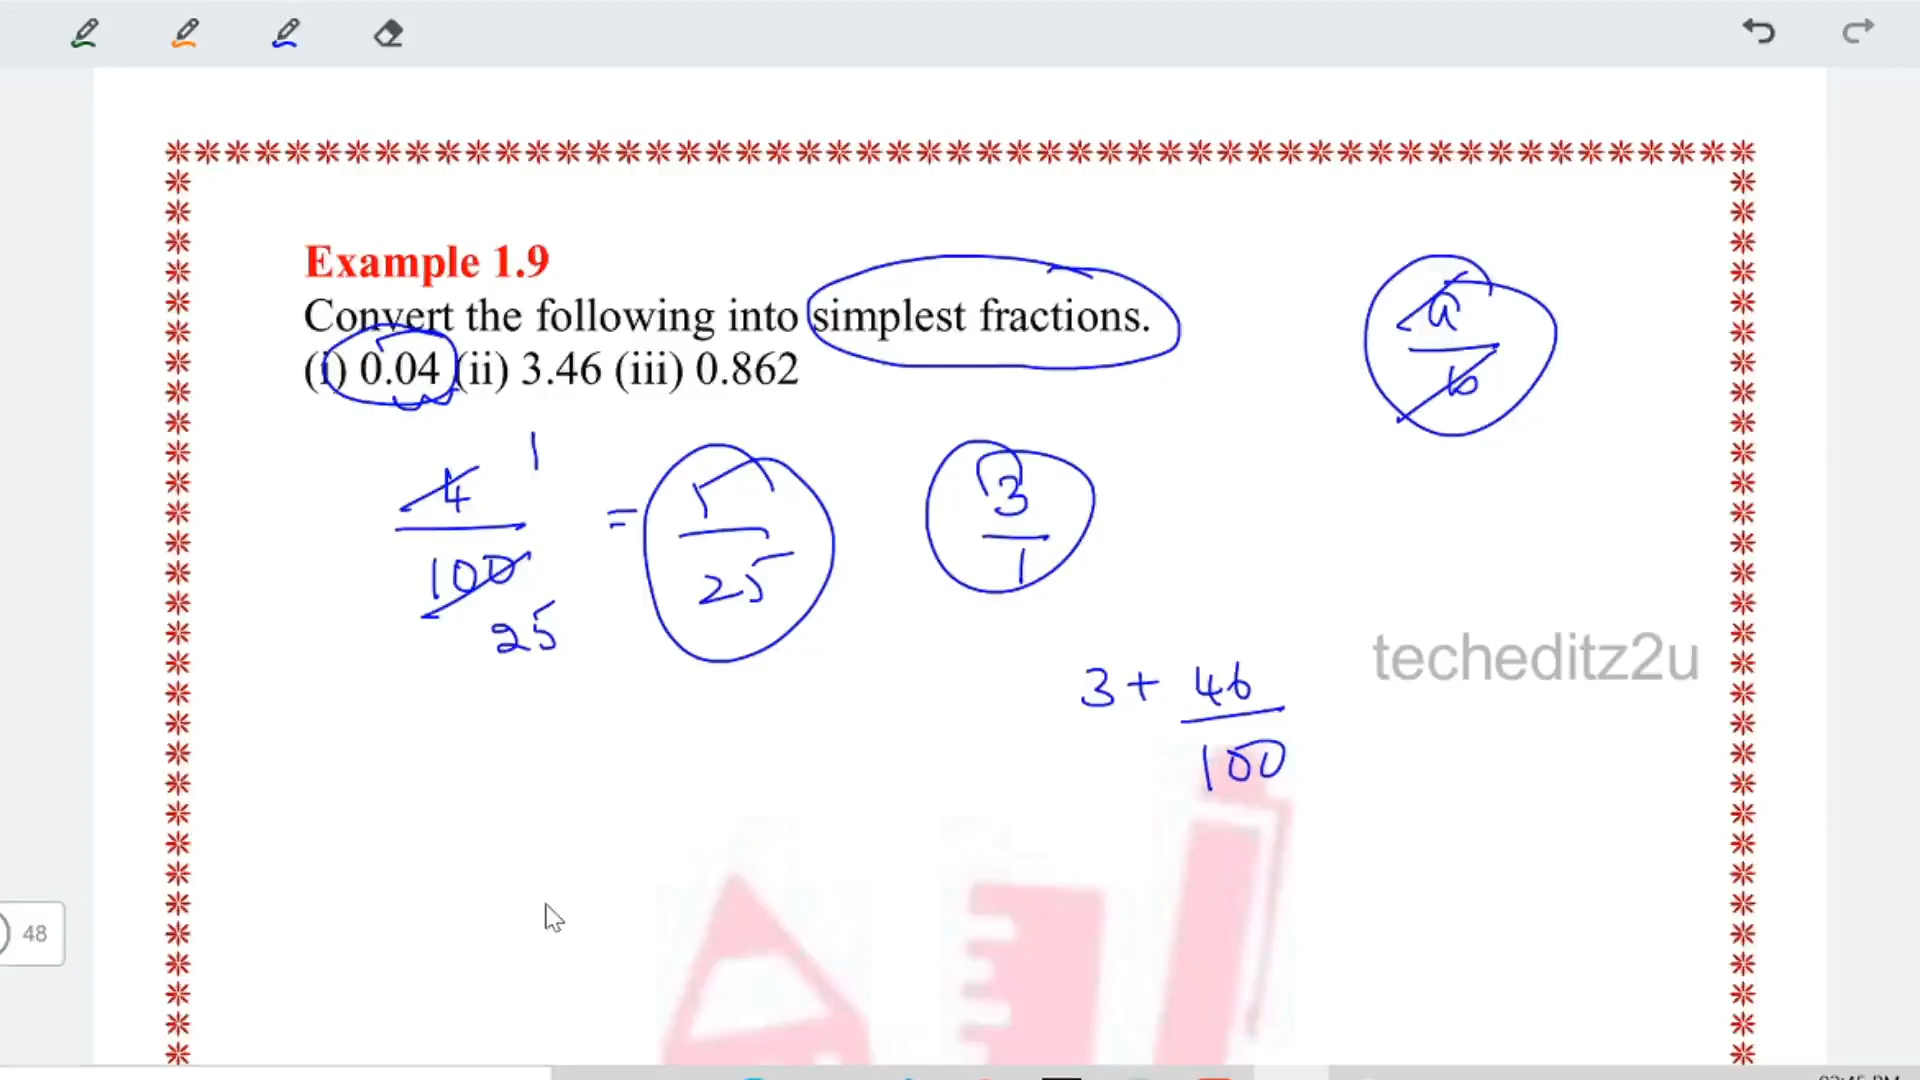 Example 1.9
Convert the following into simplest fractions.
(i) 0.04 (ii) 3.46 (iii) 0.862
a
b
4 1
100
25
= 1
25
3
1
techeditz2u
3 + 46
100
48